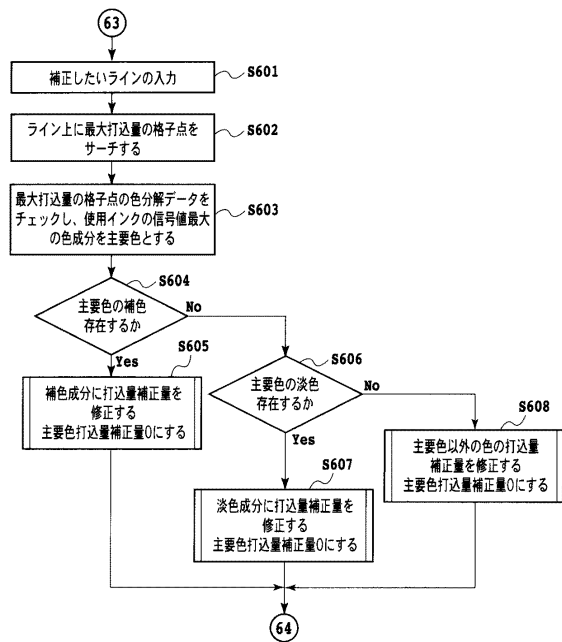 63
補正したいラインの入力
S601
ライン上に最大打込量の格子点を
サーチする
S602
最大打込量の格子点の色分解データを
チェックし、使用インクの信号値最大
の色成分を主要色とする
S603
S604
主要色の補色
存在するか
No
Yes
S605
補色成分に打込量補正量を
修正する
主要色打込量補正量0にする
S606
主要色の淡色
存在するか
No
Yes
S607
淡色成分に打込量補正量を
修正する
主要色打込量補正量0にする
S608
主要色以外の色の打込量
補正量を修正する
主要色打込量補正量0にする
64